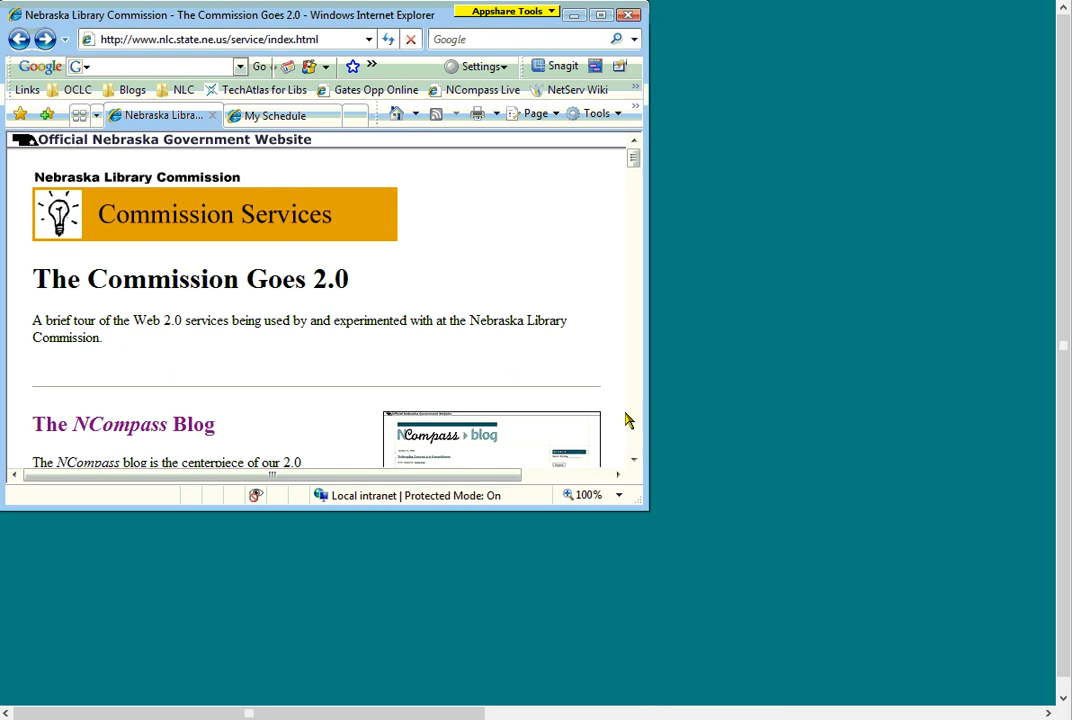 Nebraska Library Commission - The Commission Goes 2.0 - Windows Internet Explorer
Appshare Tools
http://www.nlc.state.ne.us/service/index.html
Google
Google
G
Go
Settings
Snagit
Links
OCLC
Blogs
NLC
TechAtlas for Libs
Gates Opp Online
NCompass Live
NetServ Wiki
Nebraska Libra...
My Schedule
Page
Tools
Official Nebraska Government Website
Nebraska Library Commission
Commission Services
The Commission Goes 2.0
A brief tour of the Web 2.0 services being used by and experimented with at the Nebraska Library
Commission.
The NCompass Blog
NCompass blog
The NCompass blog is the centerpiece of our 2.0
Local intranet | Protected Mode: On
100%